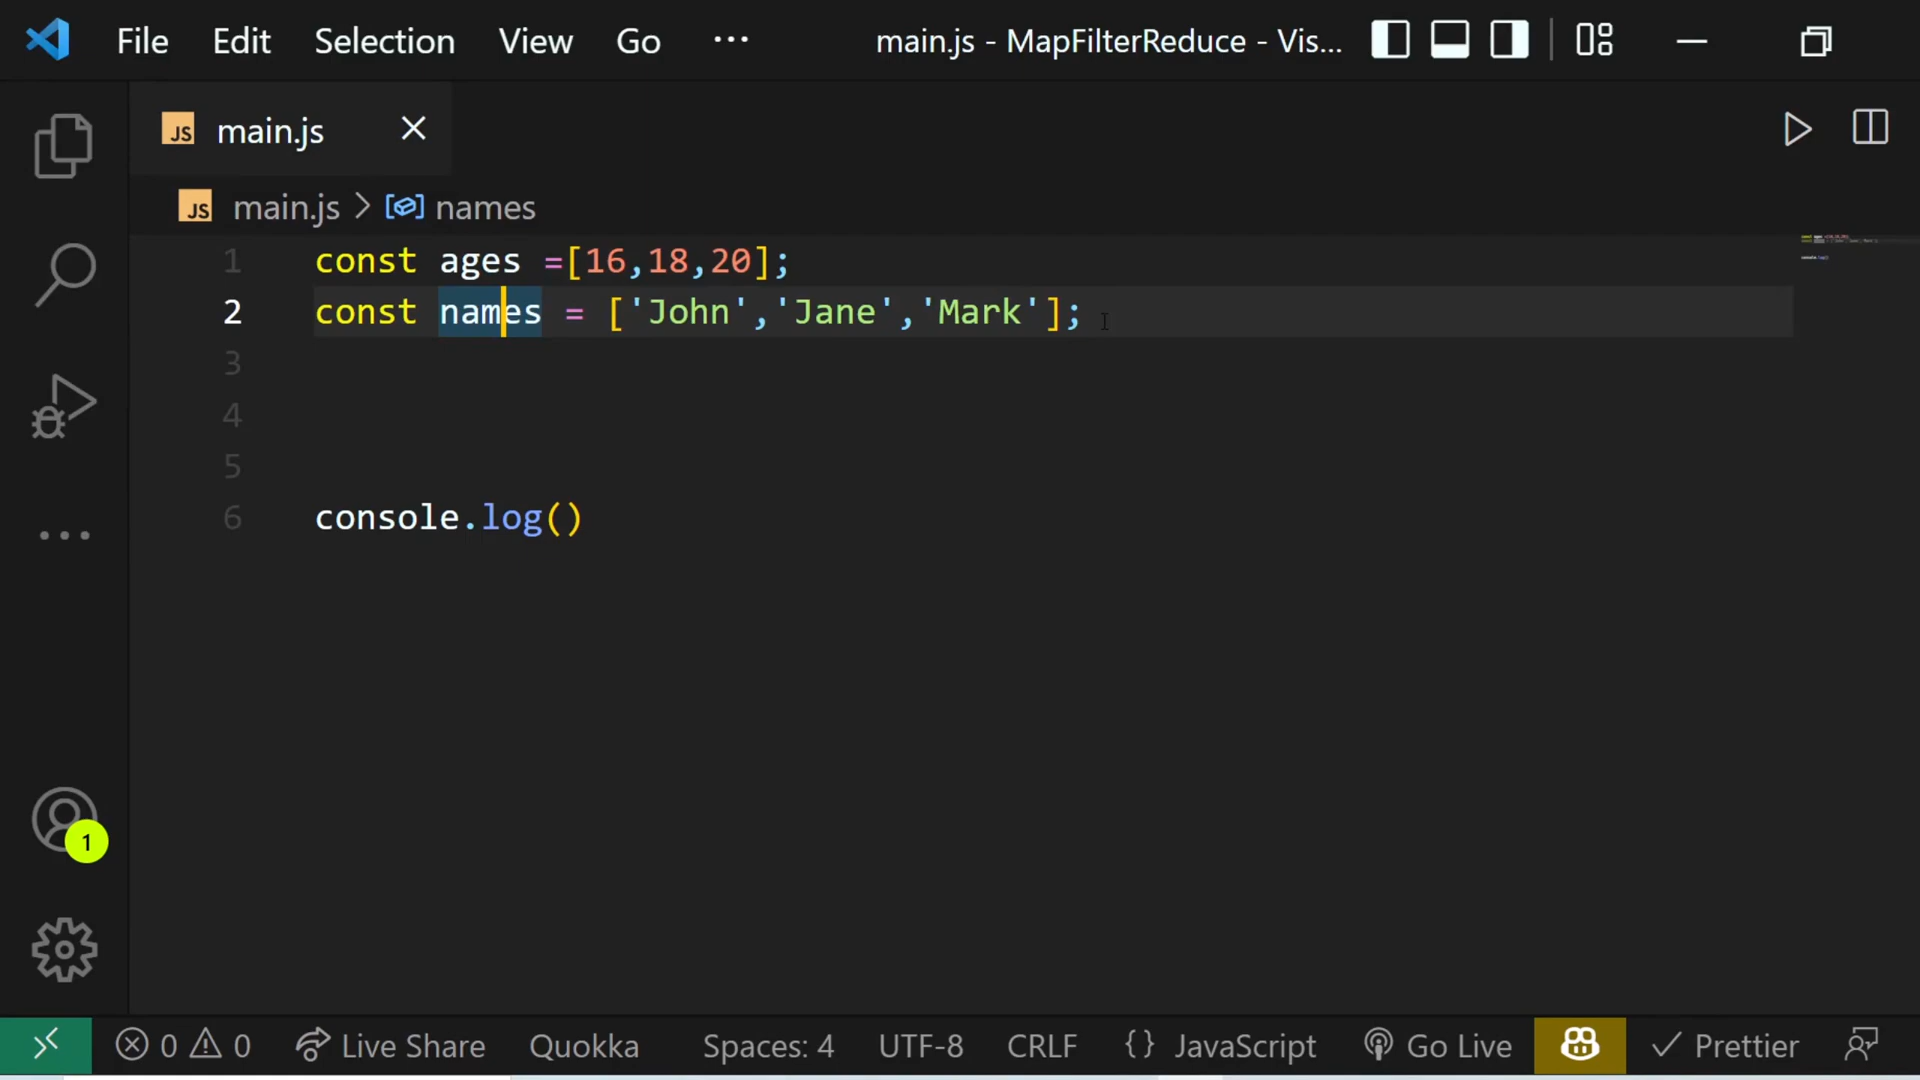 File Edit Selection View Go ··· main.js - MapFilterReduce - Vis...
JS main.js
JS main.js > names
1 const ages =[16,18,20];
2 const names = ['John','Jane','Mark'];
3
4
5
6 console.log()
1
0 0 Live Share Quokka Spaces: 4 UTF-8 CRLF {} JavaScript Go Live Prettier